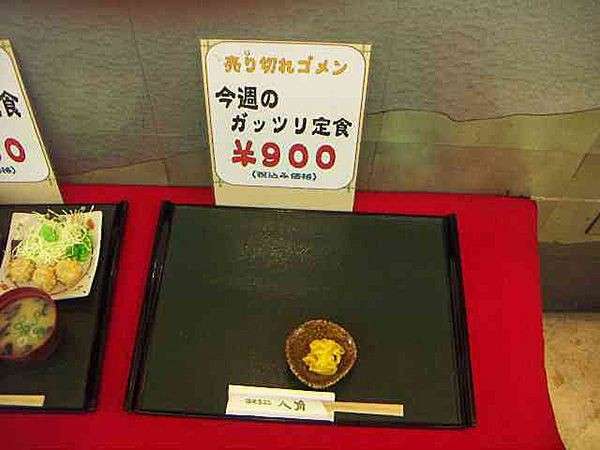 売り切れゴメン
今週の
ガッツリ定食
¥900
(税込み価格)
食
0